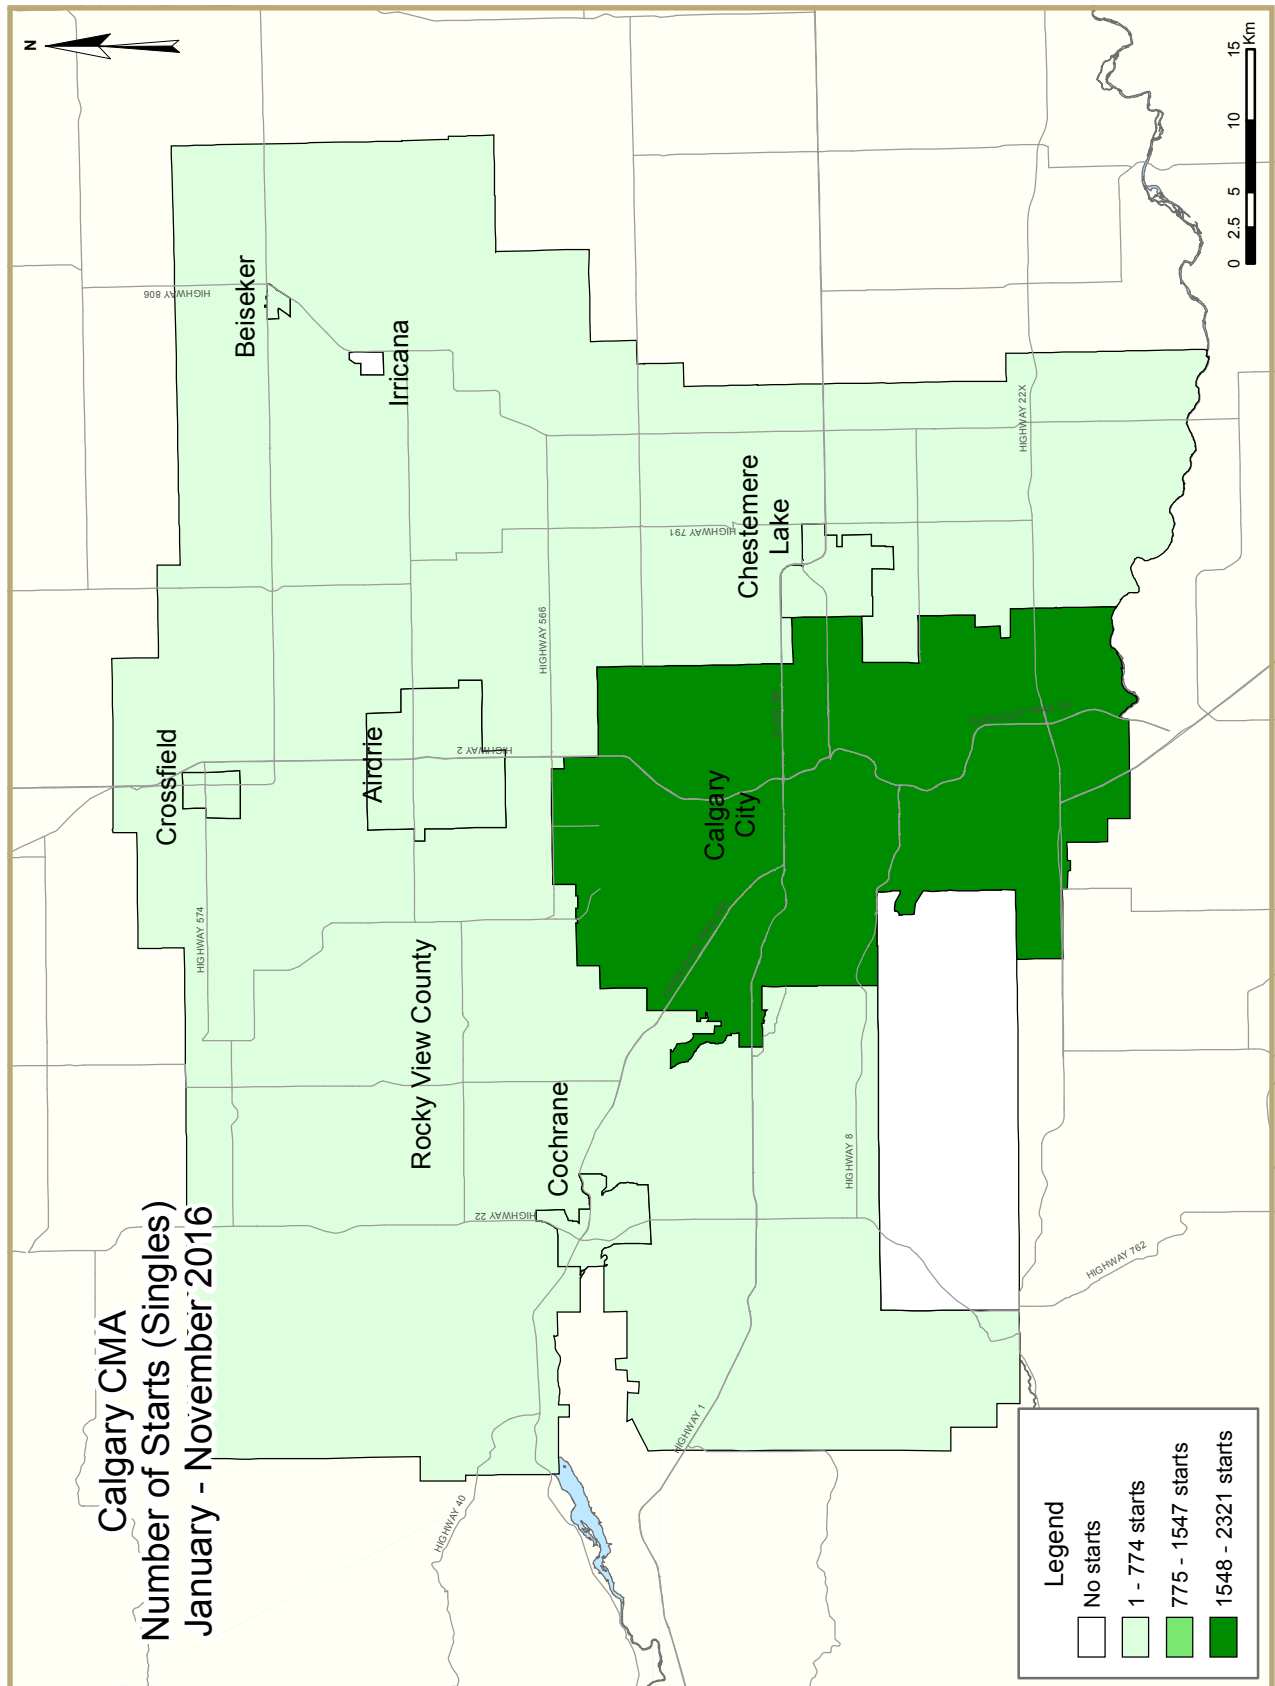 Calgary CMA
Number of Starts (Singles)
January - November 2016
N
Crossfield
Beiseker
Irricana
Airdrie
Rocky View County
Cochrane
Chestemere
Lake
Calgary
City
HIGHWAY 806
HIGHWAY 574
HIGHWAY 2
HIGHWAY 566
HIGHWAY 791
HIGHWAY 22X
HIGHWAY 22
HIGHWAY 8
HIGHWAY 762
HIGHWAY 40
HIGHWAY 1
Legend
No starts
1 - 774 starts
775 - 1547 starts
1548 - 2321 starts
0 2.5 5 10 15
Km